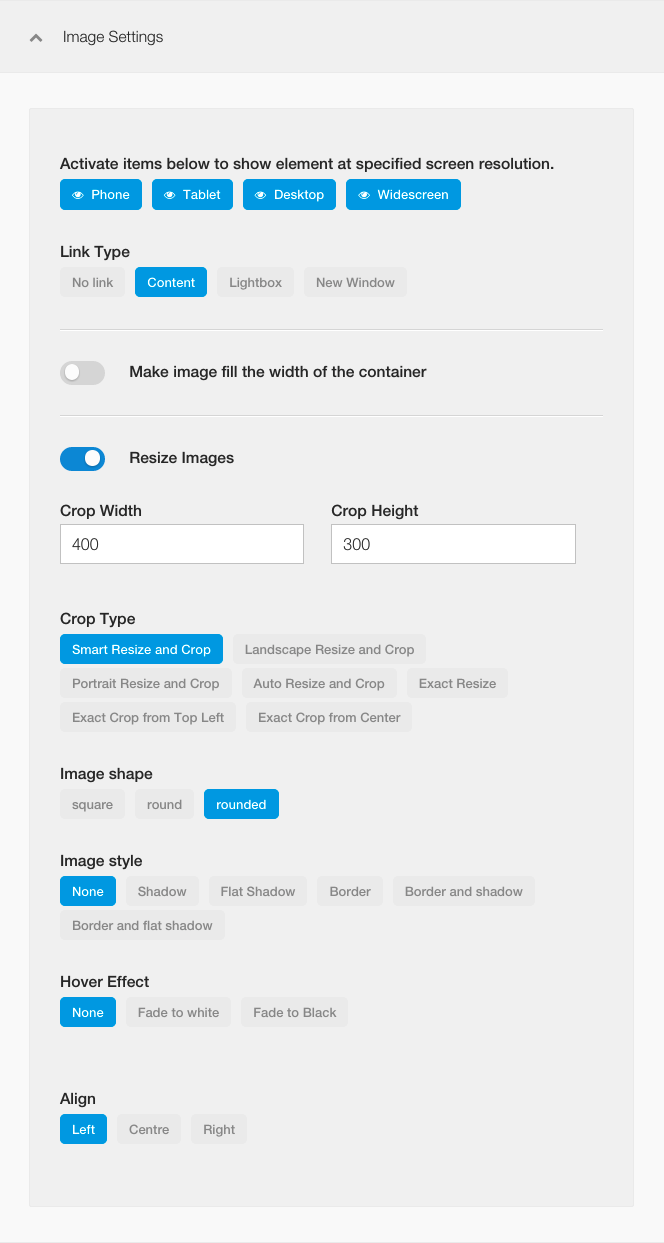 Image Settings
Activate items below to show element at specified screen resolution.
Phone Tablet Desktop Widescreen
Link Type
No link Content Lightbox New Window
Make image fill the width of the container
Resize Images
Crop Width Crop Height
400 300
Crop Type
Smart Resize and Crop Landscape Resize and Crop
Portrait Resize and Crop Auto Resize and Crop Exact Resize
Exact Crop from Top Left Exact Crop from Center
Image shape
square round rounded
Image style
None Shadow Flat Shadow Border Border and shadow
Border and flat shadow
Hover Effect
None Fade to white Fade to Black
Align
Left Centre Right